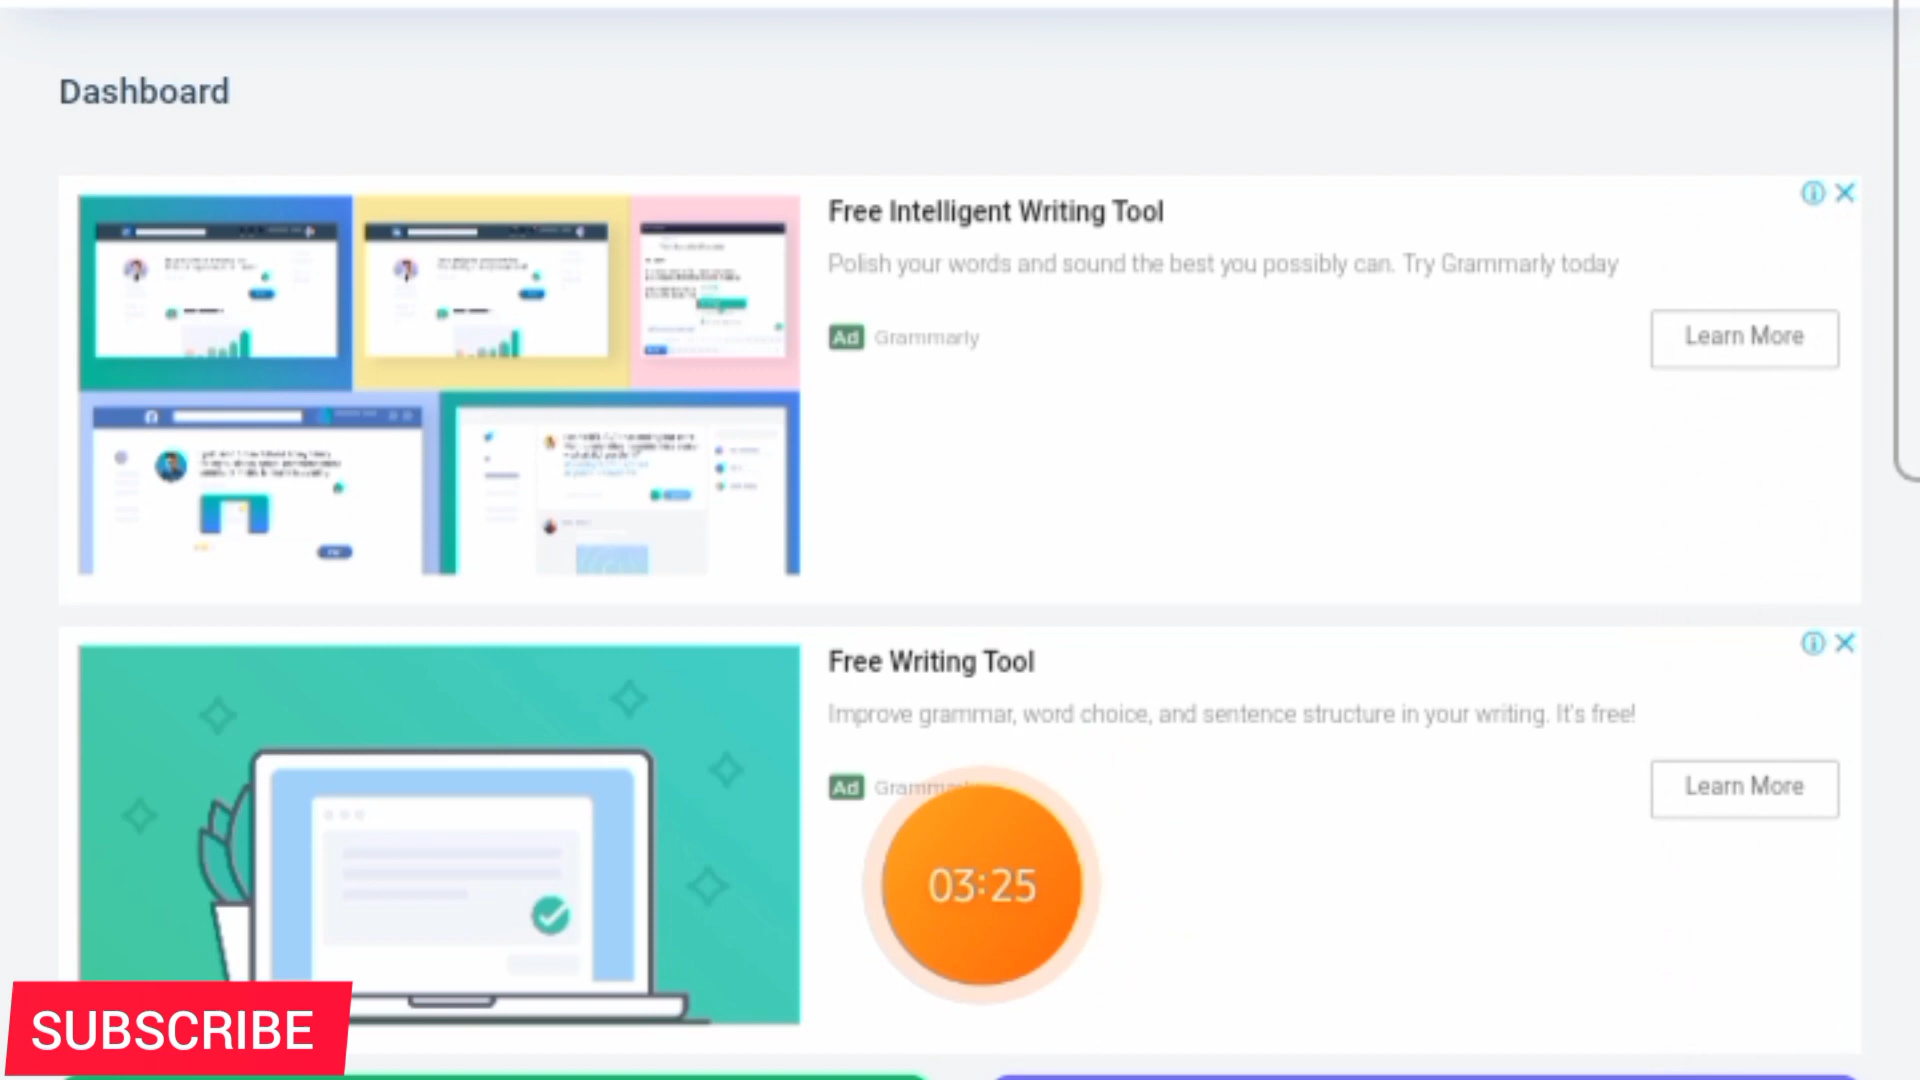 Dashboard
Free Intelligent Writing Tool
Polish your words and sound the best you possibly can. Try Grammarly today
Ad Grammarly
Learn More
Free Writing Tool
Improve grammar, word choice, and sentence structure in your writing. It's free!
Ad
Learn More
03:25
SUBSCRIBE